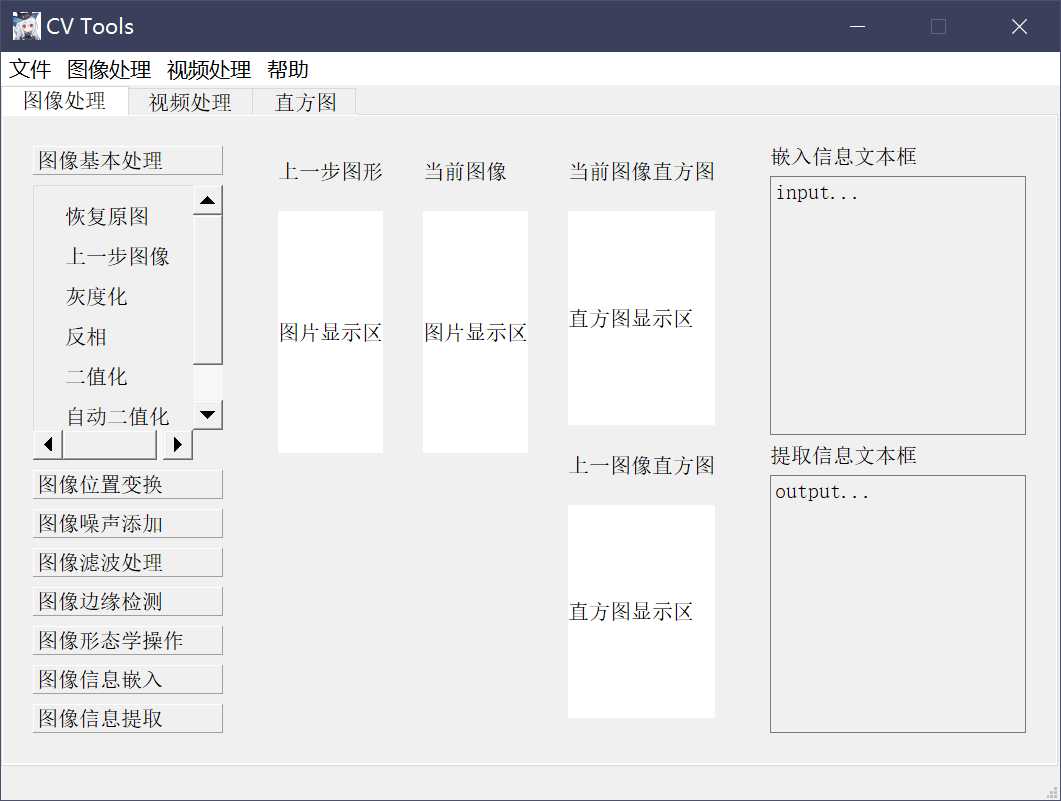 CV Tools
文件 图像处理 视频处理 帮助
图像处理 视频处理 直方图
图像基本处理
恢复原图
上一步图像
灰度化
反相
二值化
自动二值化
图像位置变换
图像噪声添加
图像滤波处理
图像边缘检测
图像形态学操作
图像信息嵌入
图像信息提取
上一步图形
图片显示区
当前图像
图片显示区
当前图像直方图
直方图显示区
上一图像直方图
直方图显示区
嵌入信息文本框
input...
提取信息文本框
output...